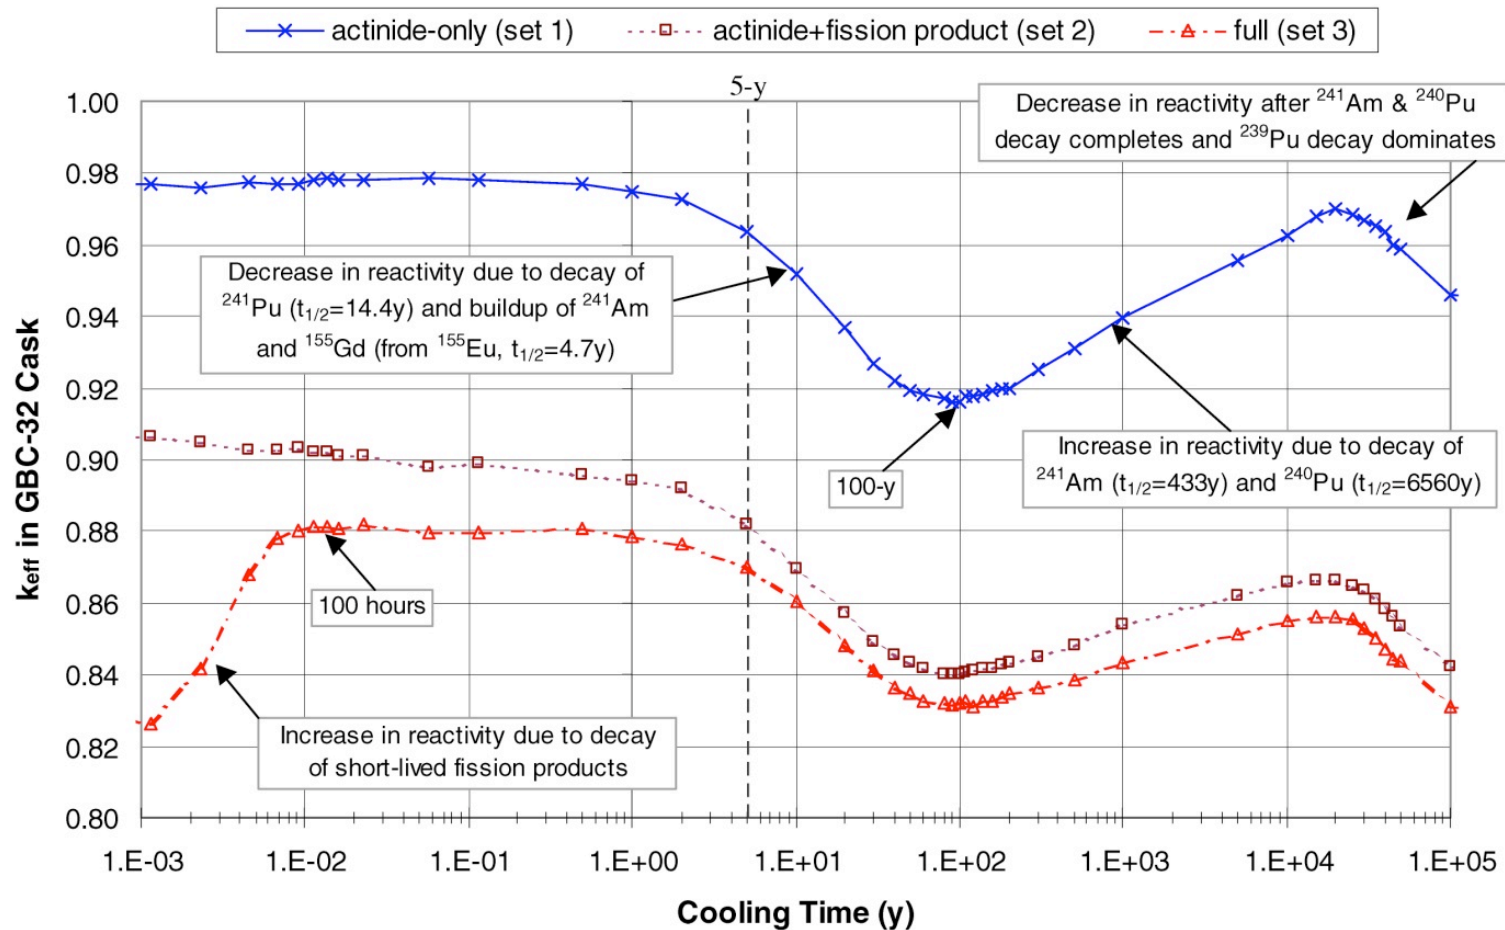 actinide-only (set 1) actinide+fission product (set 2) full (set 3)
5-y
Decrease in reactivity after ²⁴¹Am & ²⁴⁰Pu
decay completes and ²³⁹Pu decay dominates
1.00
0.98
0.96
0.94
0.92
0.90
0.88
0.86
0.84
0.82
0.80
keff in GBC-32 Cask
Decrease in reactivity due to decay of
²⁴¹Pu (t1/2=14.4y) and buildup of ²⁴¹Am
and ¹⁵⁵Gd (from ¹⁵⁵Eu, t1/2=4.7y)
100-y
Increase in reactivity due to decay of
²⁴¹Am (t1/2=433y) and ²⁴⁰Pu (t1/2=6560y)
100 hours
Increase in reactivity due to decay
of short-lived fission products
1.E-03 1.E-02 1.E-01 1.E+00 1.E+01 1.E+02 1.E+03 1.E+04 1.E+05
Cooling Time (y)